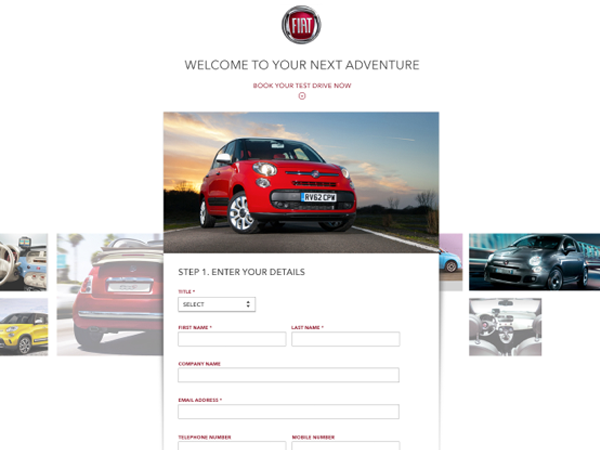 FIAT
WELCOME TO YOUR NEXT ADVENTURE
BOOK YOUR TEST DRIVE NOW
RV62 CPW
STEP 1. ENTER YOUR DETAILS
TITLE *
SELECT
FIRST NAME * LAST NAME *
COMPANY NAME
EMAIL ADDRESS *
TELEPHONE NUMBER MOBILE NUMBER